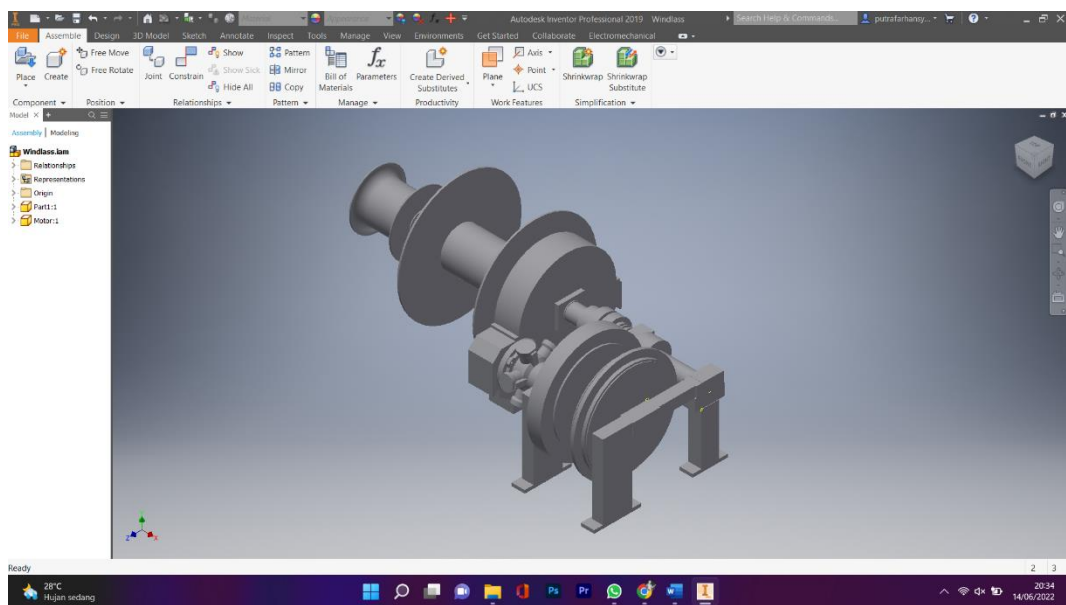 Autodesk Inventor Professional 2019 Windlass
Search Help & Commands...
putrafarhansy...
File Assemble Design 3D Model Sketch Annotate Inspect Tools Manage View Environments Get Started Collaborate Electromechanical
Place
Create
Free Move
Free Rotate
Joint
Constrain
Show
Show Sick
Hide All
Pattern
Mirror
Copy
Bill of Materials
fx
Parameters
Create Derived Substitutes
Plane
Axis
Point
UCS
Shrinkwrap
Shrinkwrap Substitute
Component Position Relationships Pattern Manage Productivity Work Features Simplification
Model
Assembly Modeling
Windlass.iam
Relationships
Representations
Origin
Part1:1
Motor:1
Z X
Ready
2 3
28°C
Hujan sedang
Ps Pr
20:34
14/06/2022